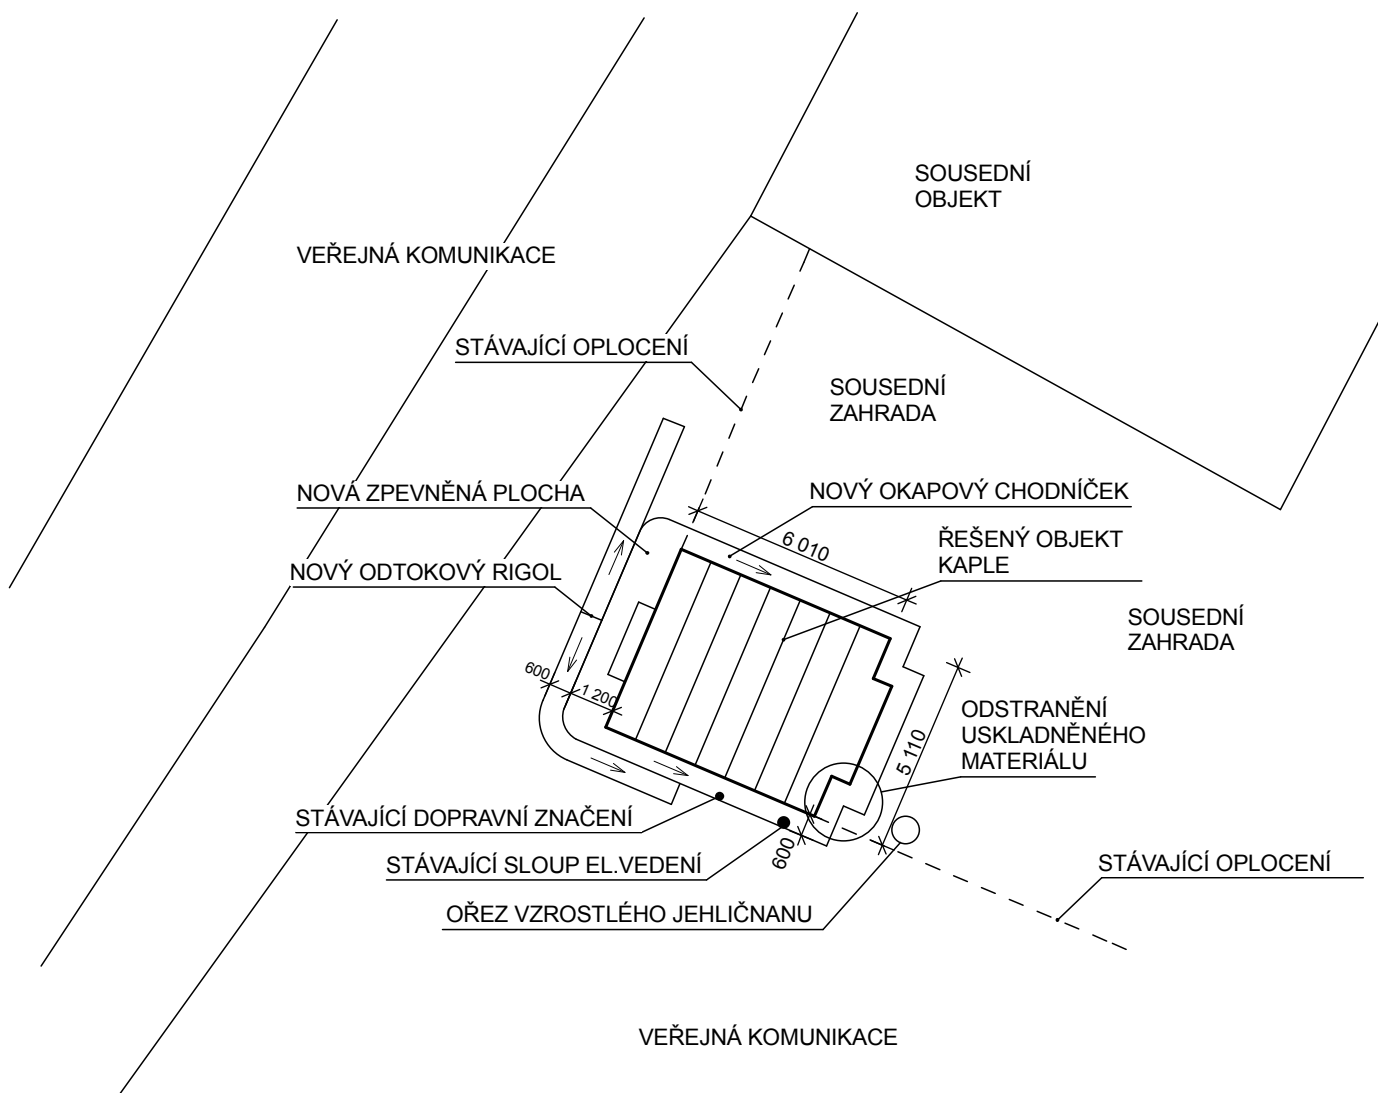 SOUSEDNÍ
OBJEKT
VEŘEJNÁ KOMUNIKACE
STÁVAJÍCÍ OPLOCENÍ
SOUSEDNÍ
ZAHRADA
NOVÁ ZPEVNĚNÁ PLOCHA
NOVÝ OKAPOVÝ CHODNÍČEK
6 010
ŘEŠENÝ OBJEKT
KAPLE
NOVÝ ODTOKOVÝ RIGOL
SOUSEDNÍ
ZAHRADA
600
1 200
ODSTRANĚNÍ
USKLADNĚNÉHO
MATERIÁLU
5 110
STÁVAJÍCÍ DOPRAVNÍ ZNAČENÍ
600
STÁVAJÍCÍ SLOUP EL.VEDENÍ
STÁVAJÍCÍ OPLOCENÍ
OŘEZ VZROSTLÉHO JEHLIČNANU
VEŘEJNÁ KOMUNIKACE